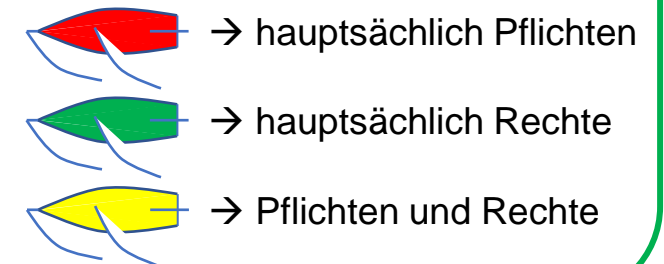 → hauptsächlich Pflichten
→ hauptsächlich Rechte
→ Pflichten und Rechte